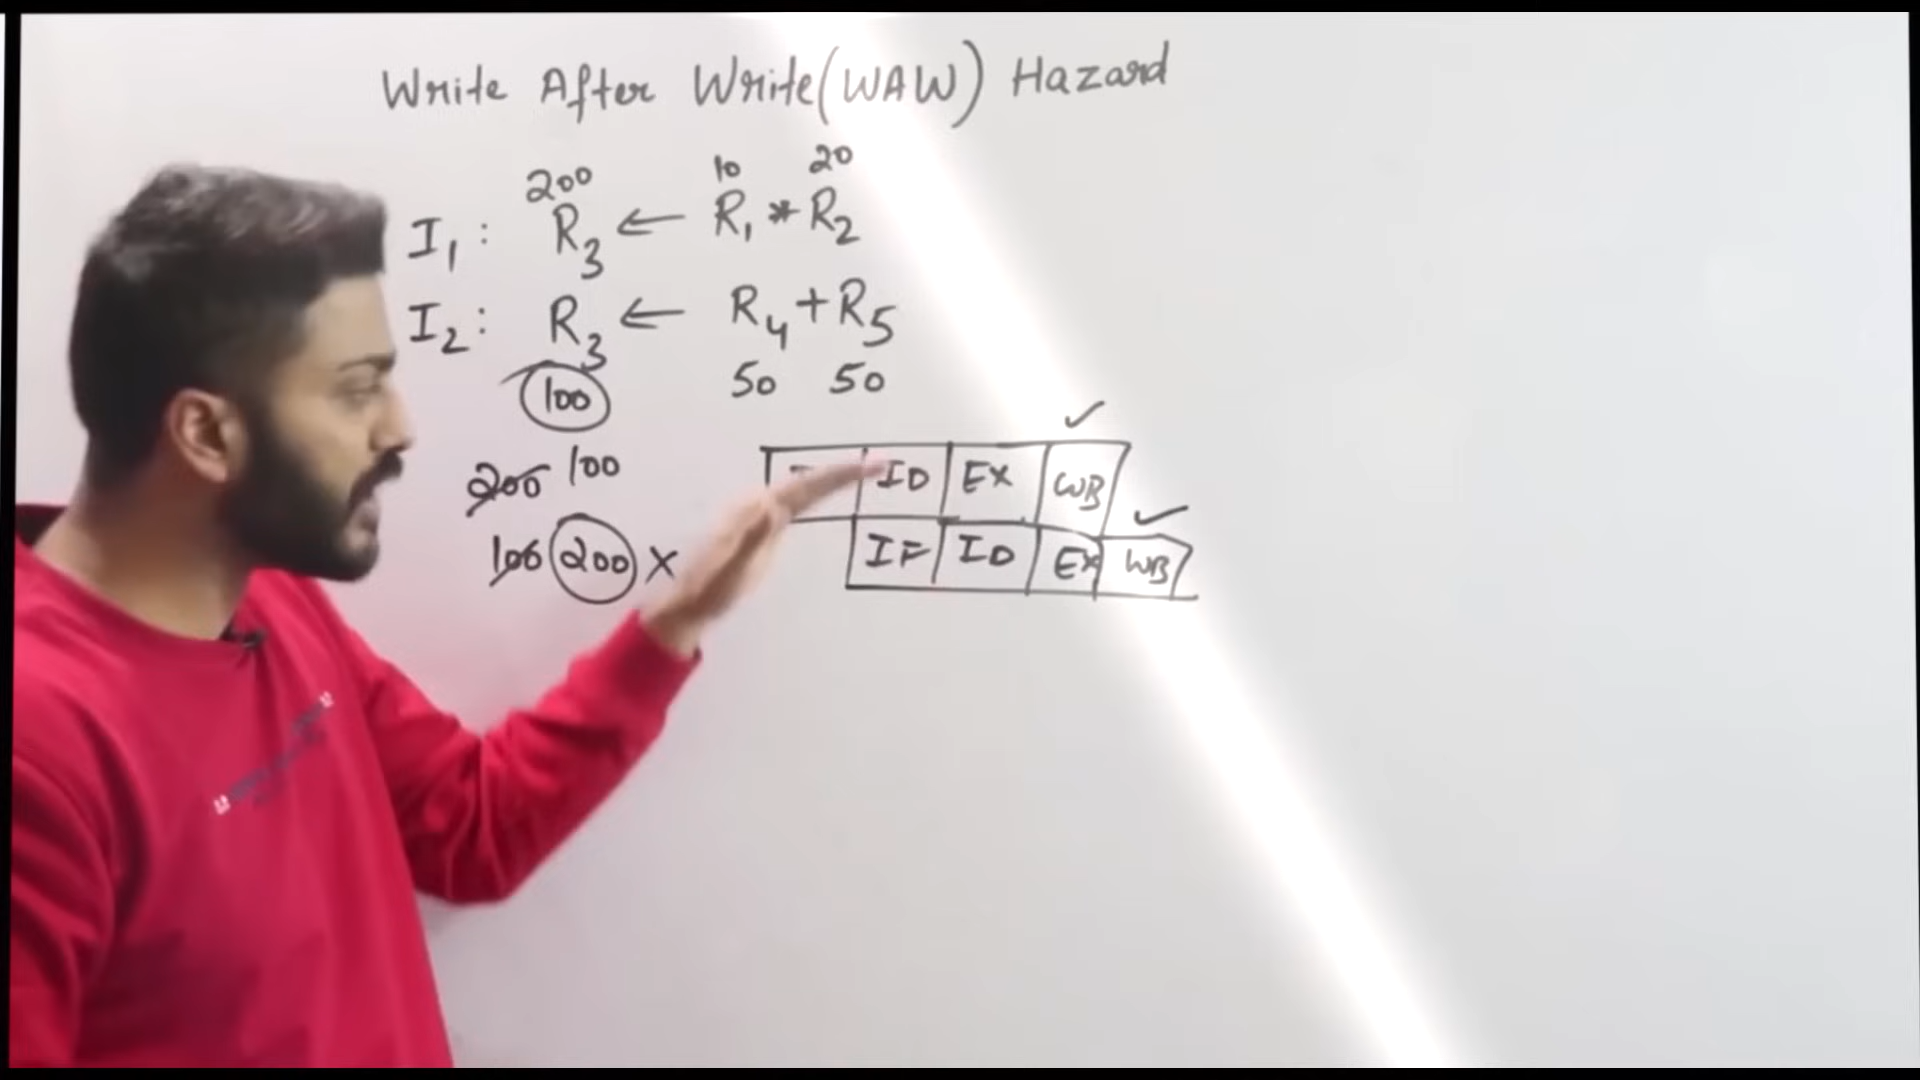 Write After Write(WAW) Hazard
200 10 20
I1: R3 ← R1 * R2
I2: R3 ← R4 + R5
100 50 50
200 100
100 200 X
ID EX WB
IF ID EX WB